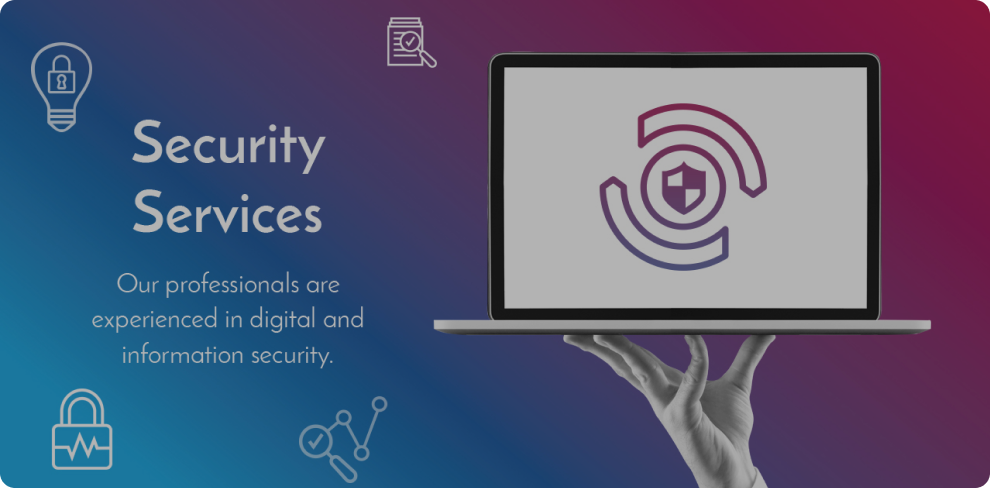 Security
Services
Our professionals are
experienced in digital and
information security.